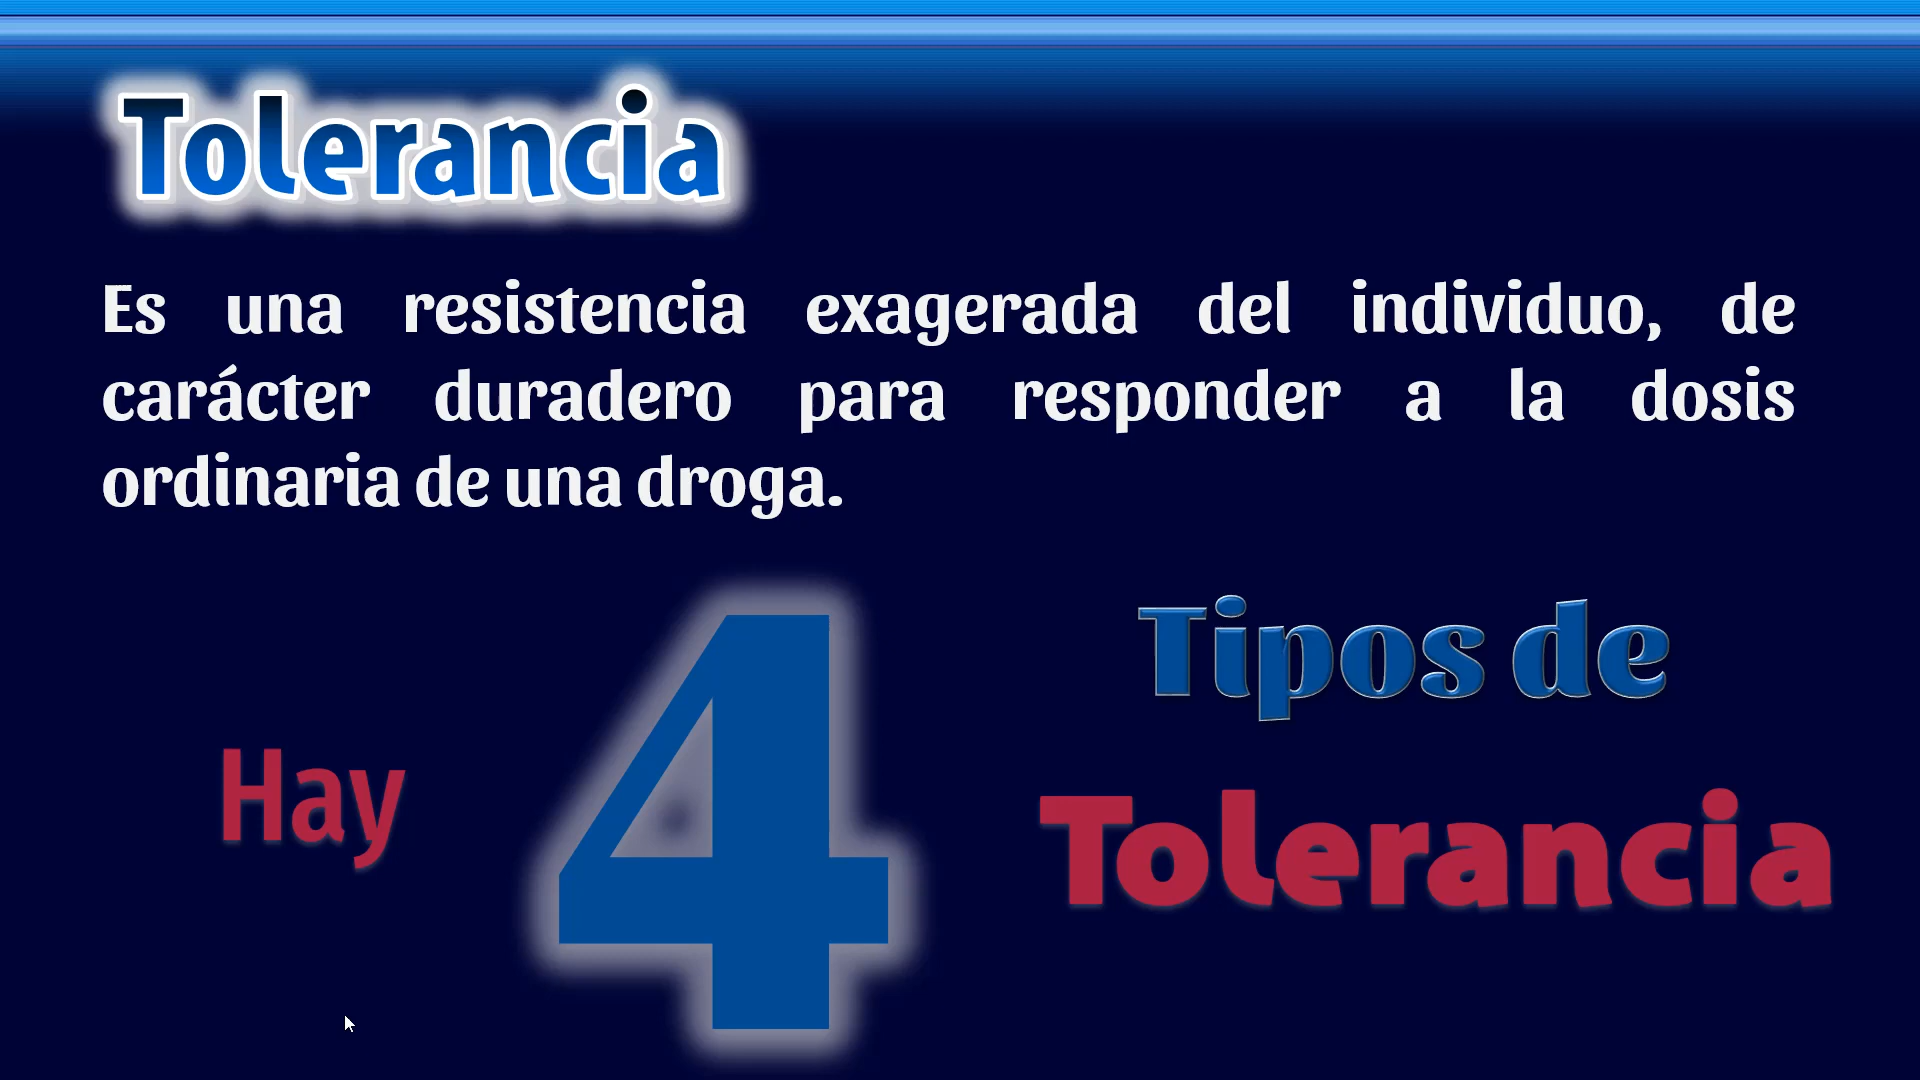 Tolerancia
Es una resistencia exagerada del individuo, de
carácter duradero para responder a la dosis
ordinaria de una droga.
Hay
4
Tipos de
Tolerancia